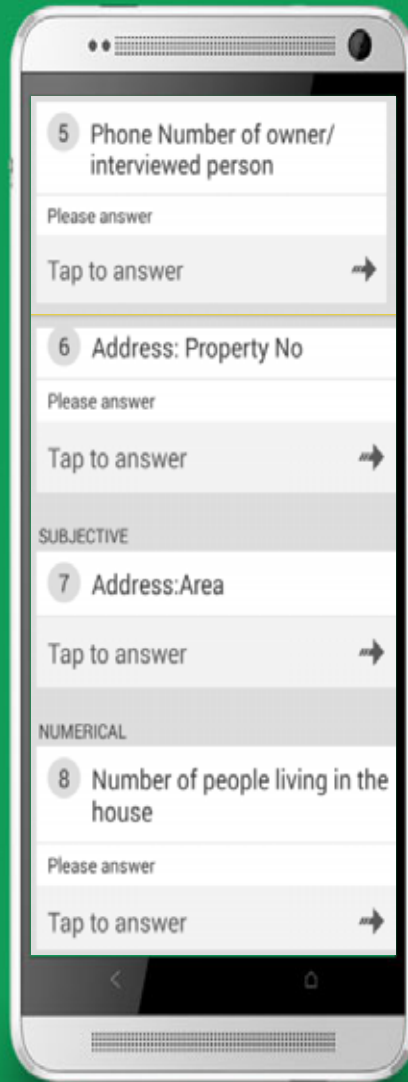 5 Phone Number of owner/
interviewed person
Please answer
Tap to answer
6 Address: Property No
Please answer
Tap to answer
SUBJECTIVE
7 Address:Area
Tap to answer
NUMERICAL
8 Number of people living in the
house
Please answer
Tap to answer